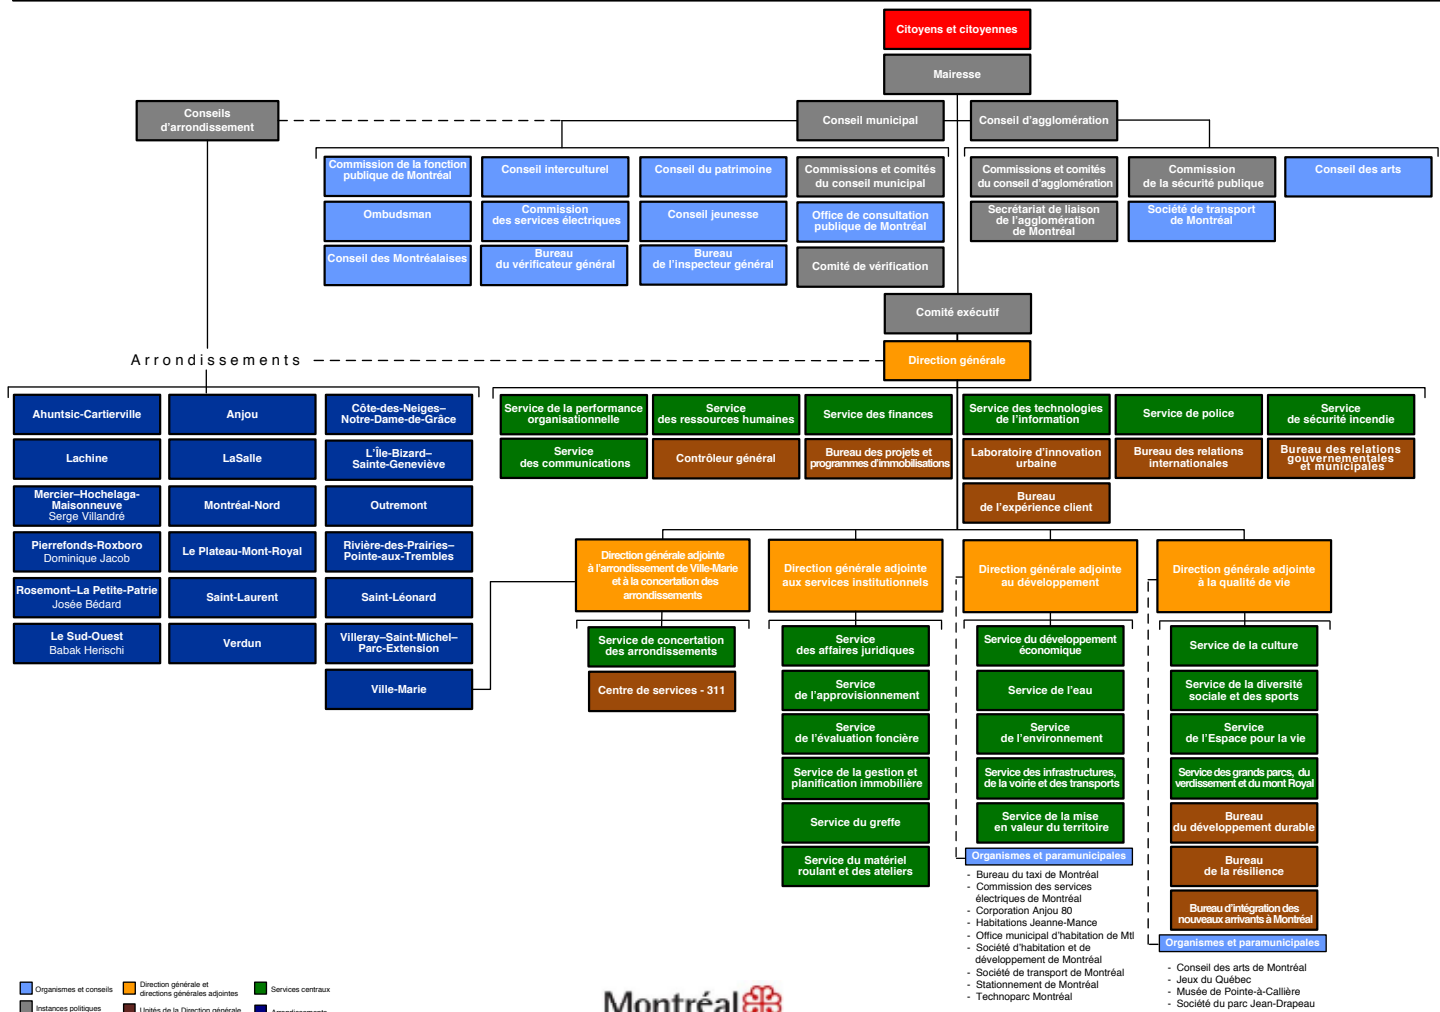 Citoyens et citoyennes
Mairesse
Conseils
d'arrondissement
Conseil municipal
Conseil d'agglomération
Commission de la fonction
publique de Montréal
Conseil interculturel
Conseil du patrimoine
Commissions et comités
du conseil municipal
Commissions et comités
du conseil d'agglomération
Commission
de la sécurité publique
Conseil des arts
Ombudsman
Commission
des services électriques
Conseil jeunesse
Office de consultation
publique de Montréal
Secrétariat de liaison
de l'agglomération
de Montréal
Société de transport
de Montréal
Conseil des Montréalaises
Bureau
du vérificateur général
Bureau
de l'inspecteur général
Comité de vérification
Comité exécutif
Arrondissements
Direction générale
Ahuntsic-Cartierville
Anjou
Côte-des-Neiges–
Notre-Dame-de-Grâce
Lachine
LaSalle
L'Île-Bizard–
Sainte-Geneviève
Mercier–Hochelaga-
Maisonneuve
Serge Villandré
Montréal-Nord
Outremont
Pierrefonds-Roxboro
Dominique Jacob
Le Plateau-Mont-Royal
Rivière-des-Prairies–
Pointe-aux-Trembles
Rosemont–La Petite-Patrie
Josée Bédard
Saint-Laurent
Saint-Léonard
Le Sud-Ouest
Babak Herischi
Verdun
Villeray–Saint-Michel–
Parc-Extension
Ville-Marie
Service de la performance
organisationnelle
Service
des ressources humaines
Service des finances
Service des technologies
de l'information
Service de police
Service
de sécurité incendie
Service
des communications
Contrôleur général
Bureau des projets et
programmes d'immobilisations
Laboratoire d'innovation
urbaine
Bureau des relations
internationales
Bureau des relations
gouvernementales
et municipales
Bureau
de l'expérience client
Direction générale adjointe
à l'arrondissement de Ville-Marie
et à la concertation des
arrondissements
Direction générale adjointe
aux services institutionnels
Direction générale adjointe
au développement
Direction générale adjointe
à la qualité de vie
Service de concertation
des arrondissements
Centre de services - 311
Service
des affaires juridiques
Service
de l'approvisionnement
Service
de l'évaluation foncière
Service de la gestion et
planification immobilière
Service du greffe
Service du matériel
roulant et des ateliers
Service du développement
économique
Service de l'eau
Service
de l'environnement
Service des infrastructures,
de la voirie et des transports
Service de la mise
en valeur du territoire
Organismes et paramunicipales
- Bureau du taxi de Montréal
- Commission des services
électriques de Montréal
- Corporation Anjou 80
- Habitations Jeanne-Mance
- Office municipal d'habitation de Mtl
- Société d'habitation et de
développement de Montréal
- Société de transport de Montréal
- Stationnement de Montréal
- Technoparc Montréal
Service de la culture
Service de la diversité
sociale et des sports
Service
de l'Espace pour la vie
Service des grands parcs, du
verdissement et du mont Royal
Bureau
du développement durable
Bureau
de la résilience
Bureau d'intégration des
nouveaux arrivants à Montréal
Organismes et paramunicipales
- Conseil des arts de Montréal
- Jeux du Québec
- Musée de Pointe-à-Callière
- Société du parc Jean-Drapeau
Organismes et conseils
Direction générale et
directions générales adjointes
Services centraux
Instances politiques
Unités de la Direction générale
Arrondissements
Montréal